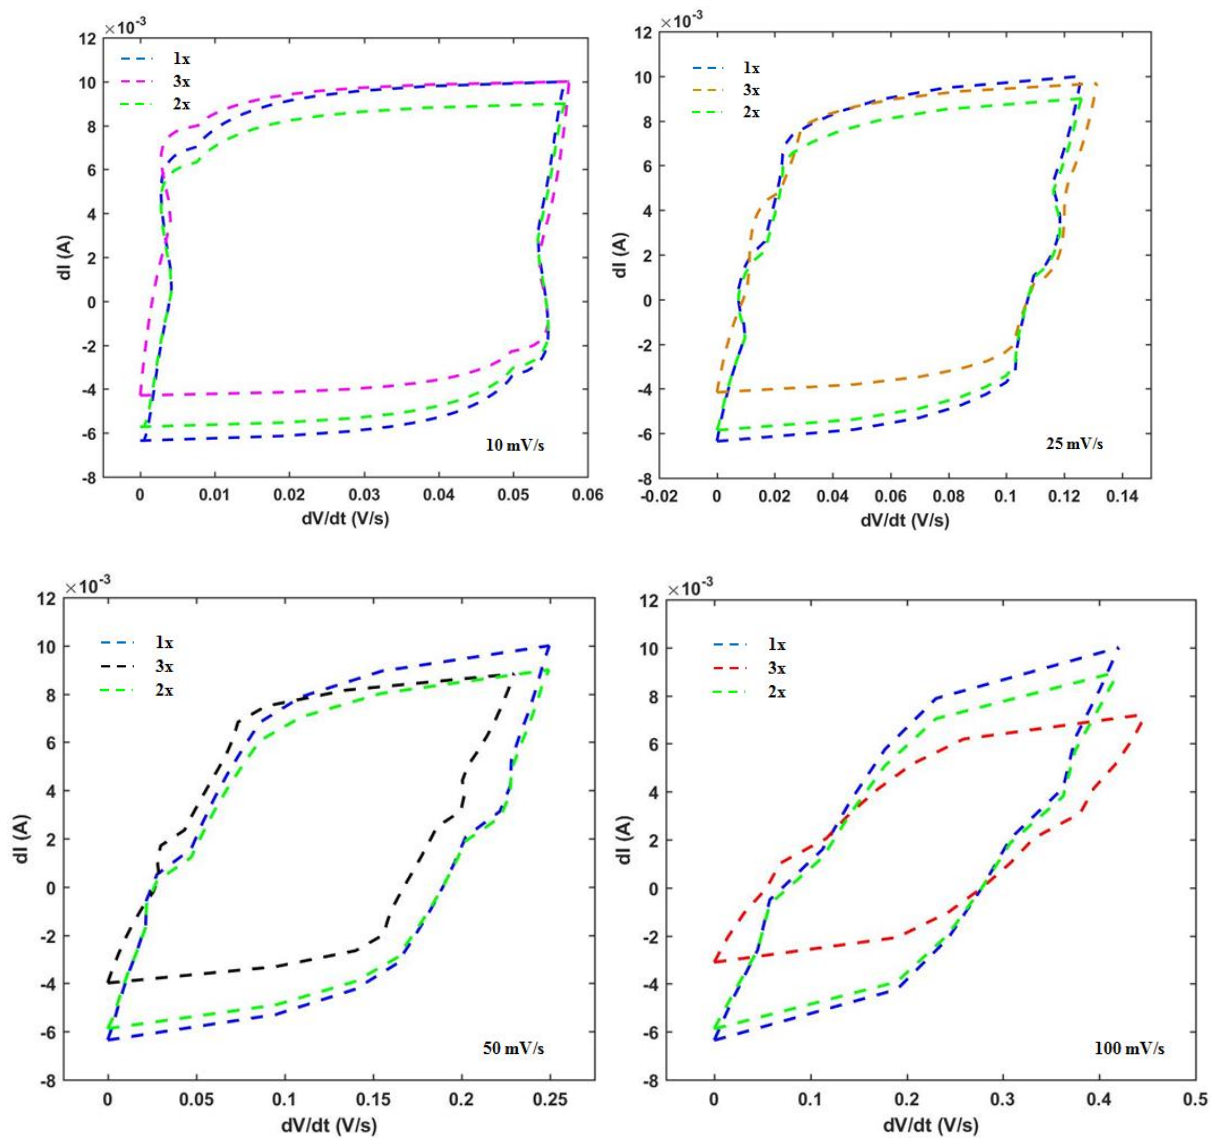 ×10⁻³
12
10
8
6
4
2
0
-2
-4
-6
-8
dI (A)
1x
3x
2x
10 mV/s
0 0.01 0.02 0.03 0.04 0.05 0.06
dV/dt (V/s)
×10⁻³
12
10
8
6
4
2
0
-2
-4
-6
-8
dI (A)
1x
3x
2x
25 mV/s
-0.02 0 0.02 0.04 0.06 0.08 0.1 0.12 0.14
dV/dt (V/s)
×10⁻³
12
10
8
6
4
2
0
-2
-4
-6
-8
dI (A)
1x
3x
2x
50 mV/s
0 0.05 0.1 0.15 0.2 0.25
dV/dt (V/s)
×10⁻³
12
10
8
6
4
2
0
-2
-4
-6
-8
dI (A)
1x
3x
2x
100 mV/s
0 0.1 0.2 0.3 0.4 0.5
dV/dt (V/s)